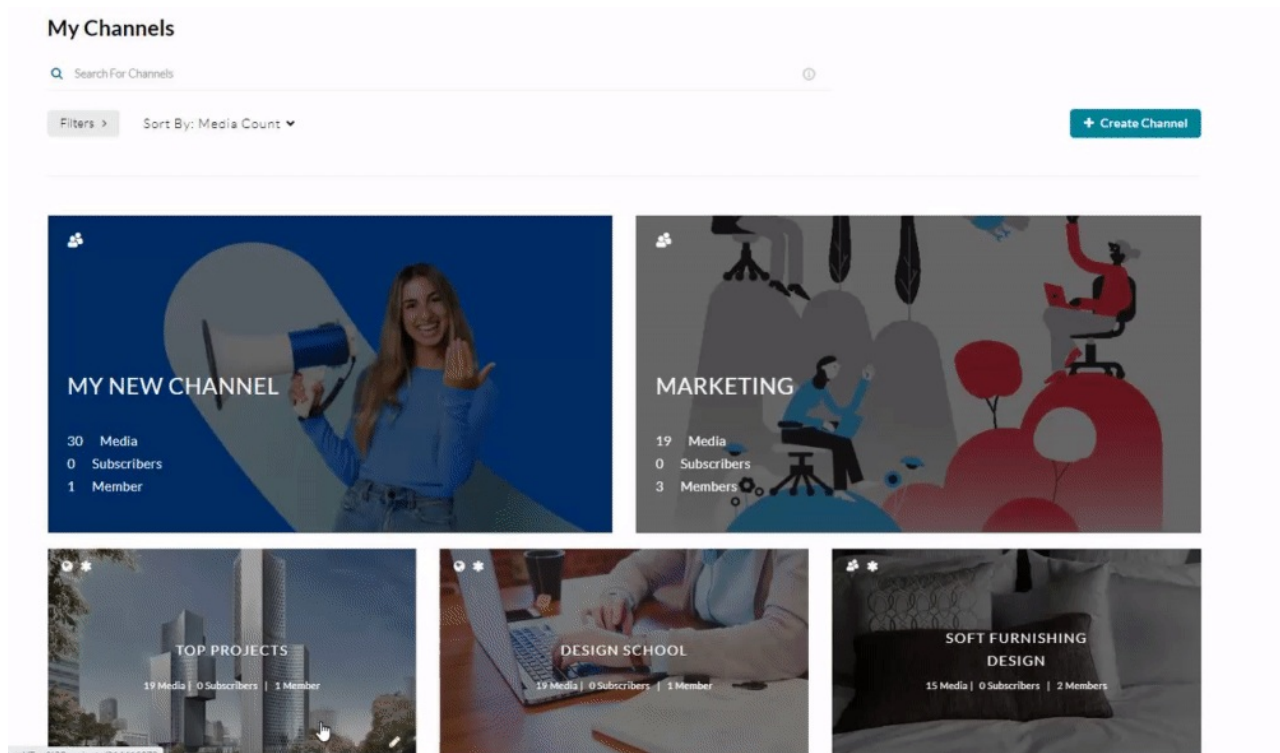 My Channels
Search For Channels
Filters >
Sort By: Media Count
+ Create Channel
MY NEW CHANNEL
30 Media
0 Subscribers
1 Member
MARKETING
19 Media
0 Subscribers
3 Members
TOP PROJECTS
19 Media | 0 Subscribers | 1 Member
DESIGN SCHOOL
19 Media | 0 Subscribers | 1 Member
SOFT FURNISHING
DESIGN
15 Media | 0 Subscribers | 2 Members